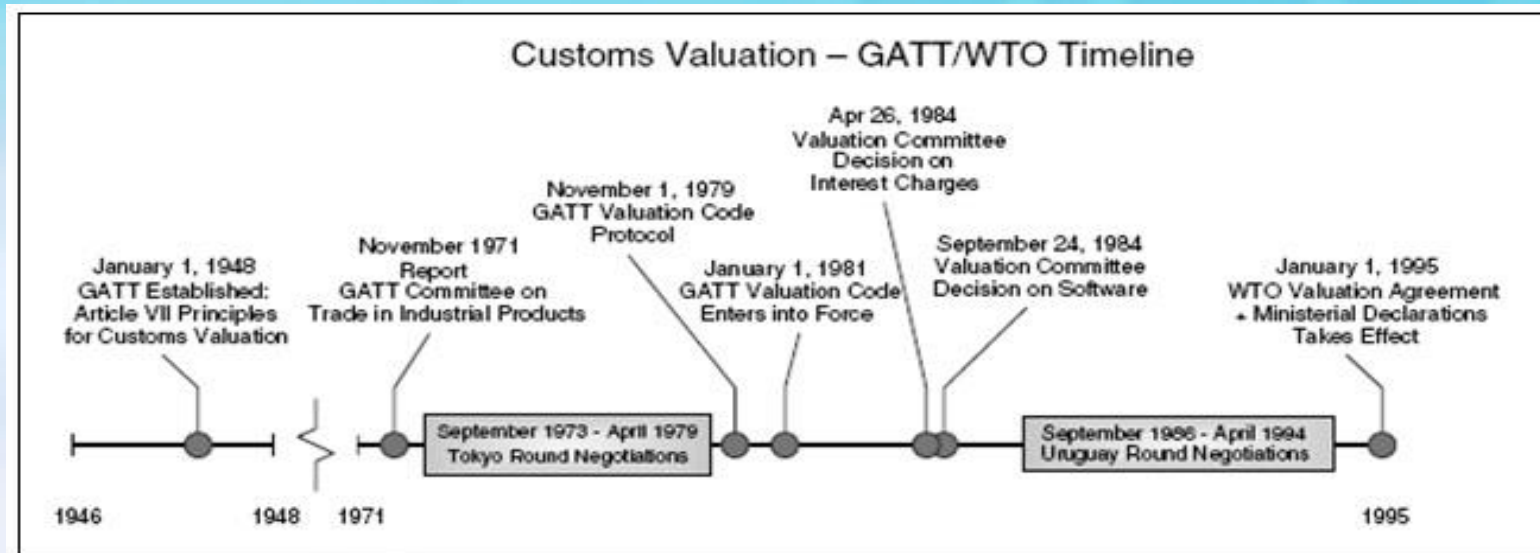 Customs Valuation – GATT/WTO Timeline
January 1, 1948
GATT Established:
Article VII Principles
for Customs Valuation
November 1971
Report
GATT Committee on
Trade in Industrial Products
November 1, 1979
GATT Valuation Code
Protocol
January 1, 1981
GATT Valuation Code
Enters into Force
Apr 26, 1984
Valuation Committee
Decision on
Interest Charges
September 24, 1984
Valuation Committee
Decision on Software
January 1, 1995
WTO Valuation Agreement
+ Ministerial Declarations
Takes Effect
September 1973 - April 1979
Tokyo Round Negotiations
September 1986 - April 1994
Uruguay Round Negotiations
1946
1948
1971
1995